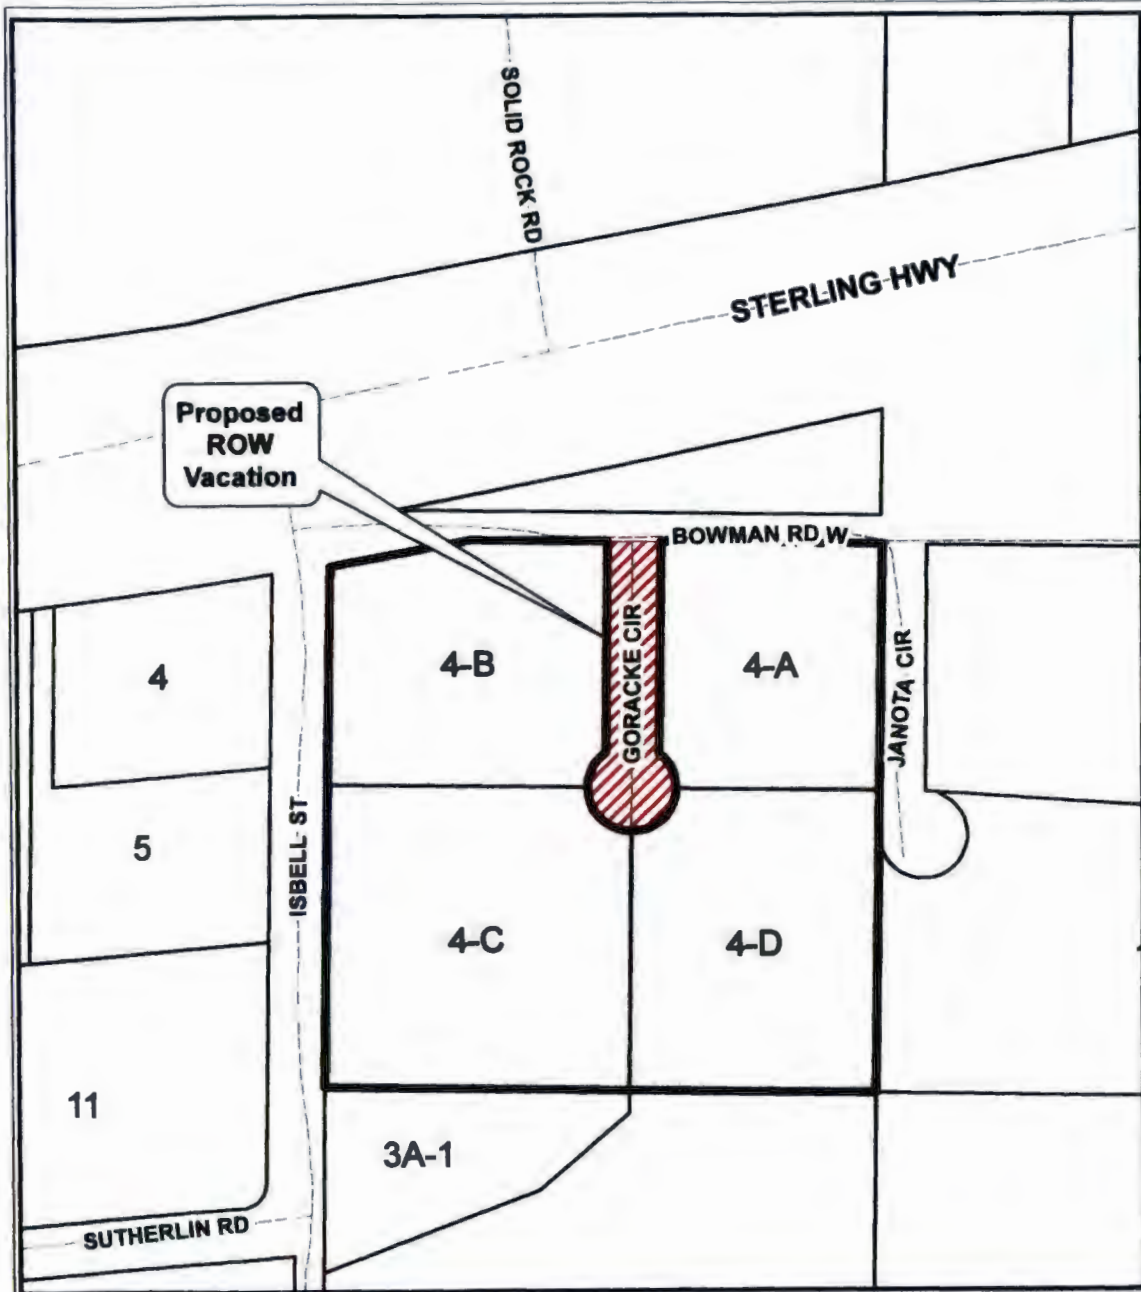 SOLID ROCK RD
STERLING HWY
Proposed
ROW
Vacation
BOWMAN RD W
4
4-B
GORACKE CIR
4-A
JANOTA CIR
5
ISBELL ST
4-C
4-D
11
3A-1
SUTHERLIN RD